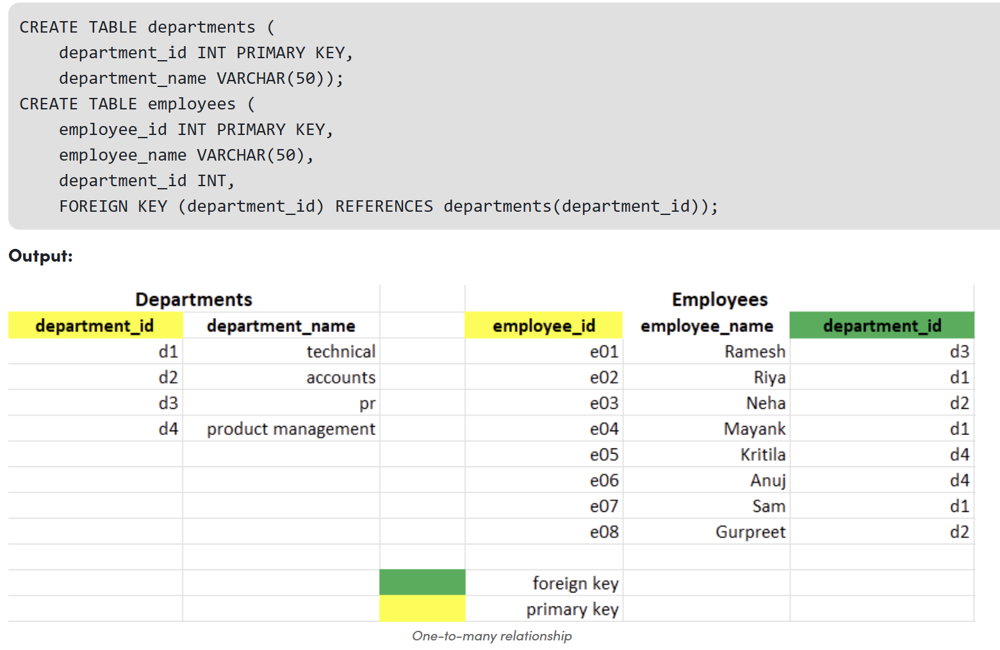 CREATE TABLE departments (
    department_id INT PRIMARY KEY,
    department_name VARCHAR(50));
CREATE TABLE employees (
    employee_id INT PRIMARY KEY,
    employee_name VARCHAR(50),
    department_id INT,
    FOREIGN KEY (department_id) REFERENCES departments(department_id));
Output:
Departments Employees
department_id department_name employee_id employee_name department_id
d1 technical e01 Ramesh d3
d2 accounts e02 Riya d1
d3 pr e03 Neha d2
d4 product management e04 Mayank d1
e05 Kritila d4
e06 Anuj d4
e07 Sam d1
e08 Gurpreet d2
foreign key
primary key
One-to-many relationship